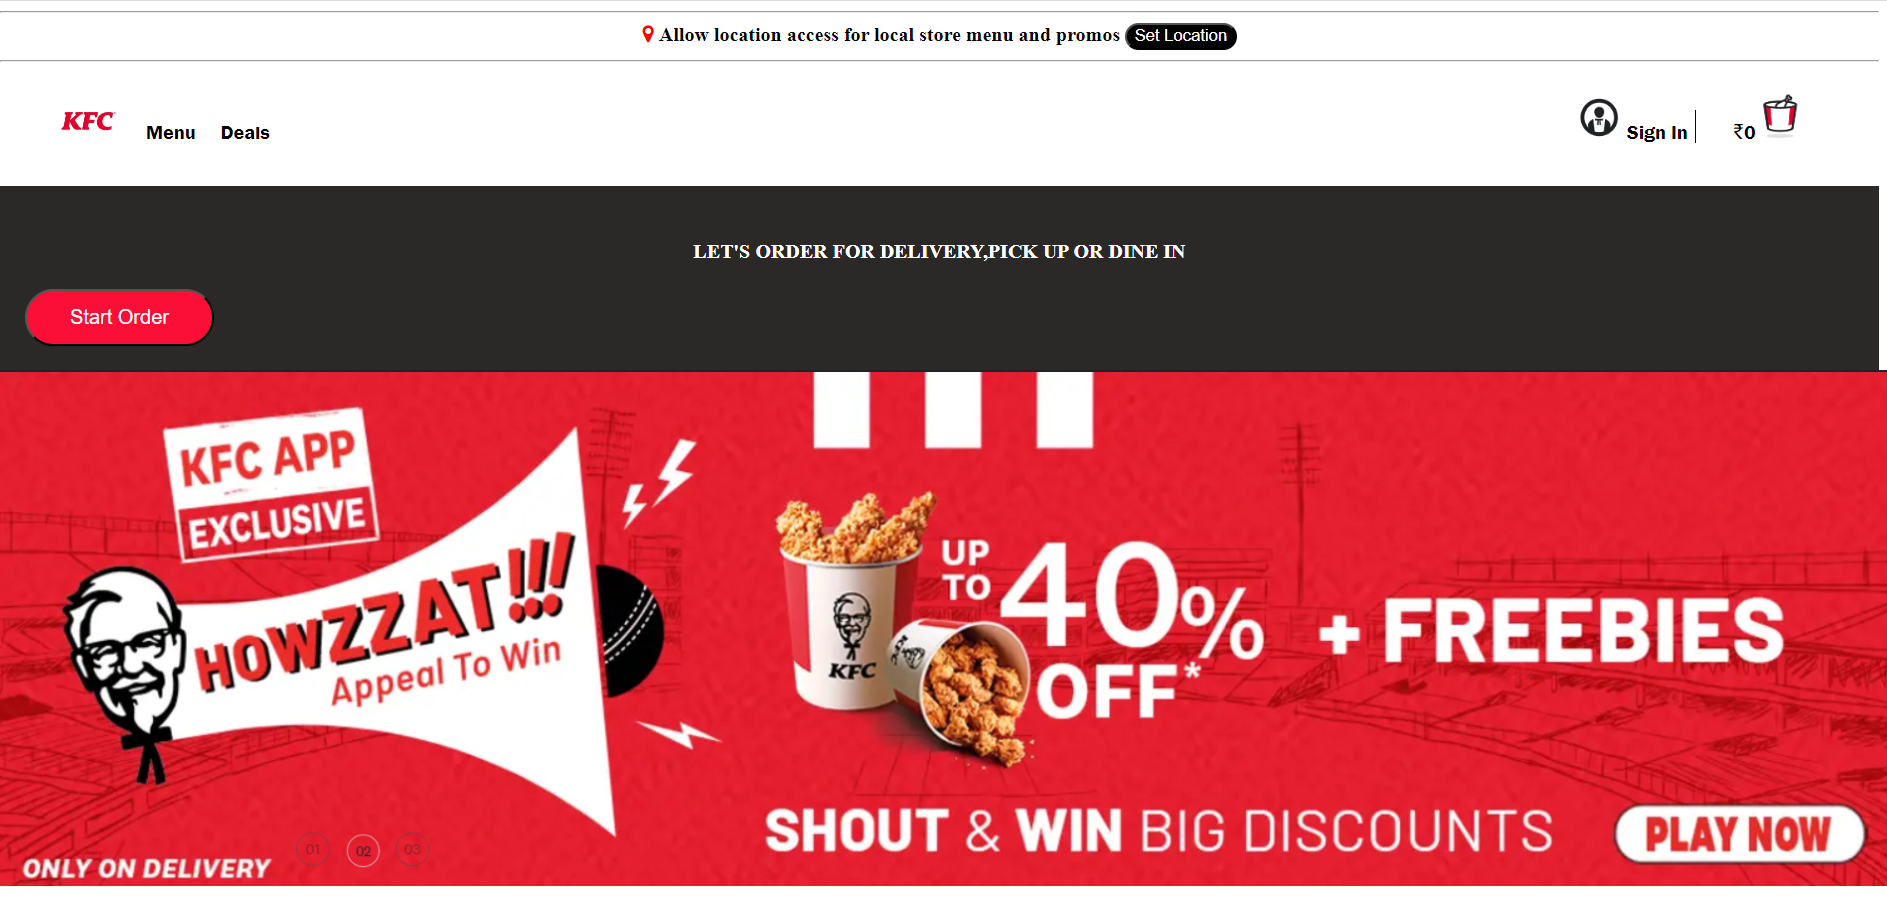 Allow location access for local store menu and promos Set Location
KFC Menu Deals Sign In ₹0
LET'S ORDER FOR DELIVERY,PICK UP OR DINE IN
Start Order
KFC APP
EXCLUSIVE
HOWZZAT!!!
Appeal To Win
KFC
KFC
UP
TO
40%
OFF*
+ FREEBIES
SHOUT & WIN BIG DISCOUNTS
PLAY NOW
01 02 03
ONLY ON DELIVERY